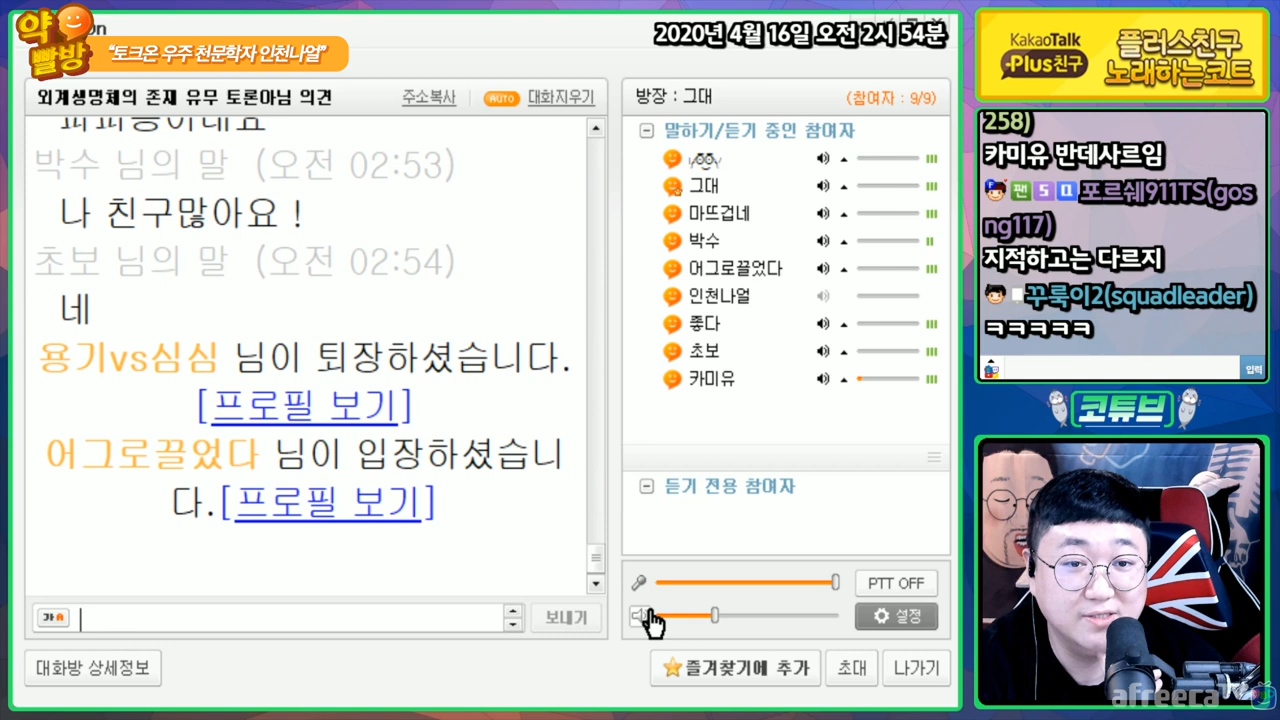 약빨방
on
"토크온 우주 천문학자 인천나얼"
2020년 4월 16일 오전 2시 54분
외계생명체의 존재 유무 토론아님 의견
주소복사
AUTO 대화지우기
박수 님의 말 (오전 02:53)
나 친구많아요 !
초보 님의 말 (오전 02:54)
네
용기vs심심 님이 퇴장하셨습니다.
[프로필 보기]
어그로끌었다 님이 입장하셨습니
다.[프로필 보기]
가A
보내기
대화방 상세정보
방장 : 그대
(참여자 : 9/9)
말하기/듣기 중인 참여자
그대
마뜨겁네
박수
어그로끌었다
인천나얼
좋다
초보
카미유
듣기 전용 참여자
PTT OFF
설정
즐겨찾기에 추가
초대
나가기
KakaoTalk
Plus친구
플러스친구
노래하는코트
258)
카미유 반데사르임
팬 5 포르쉐911TS(gos
ng117)
지적하고는 다르지
꾸룩이2(squadleader)
ㅋㅋㅋㅋㅋ
입력
코튜브
afreecaTV